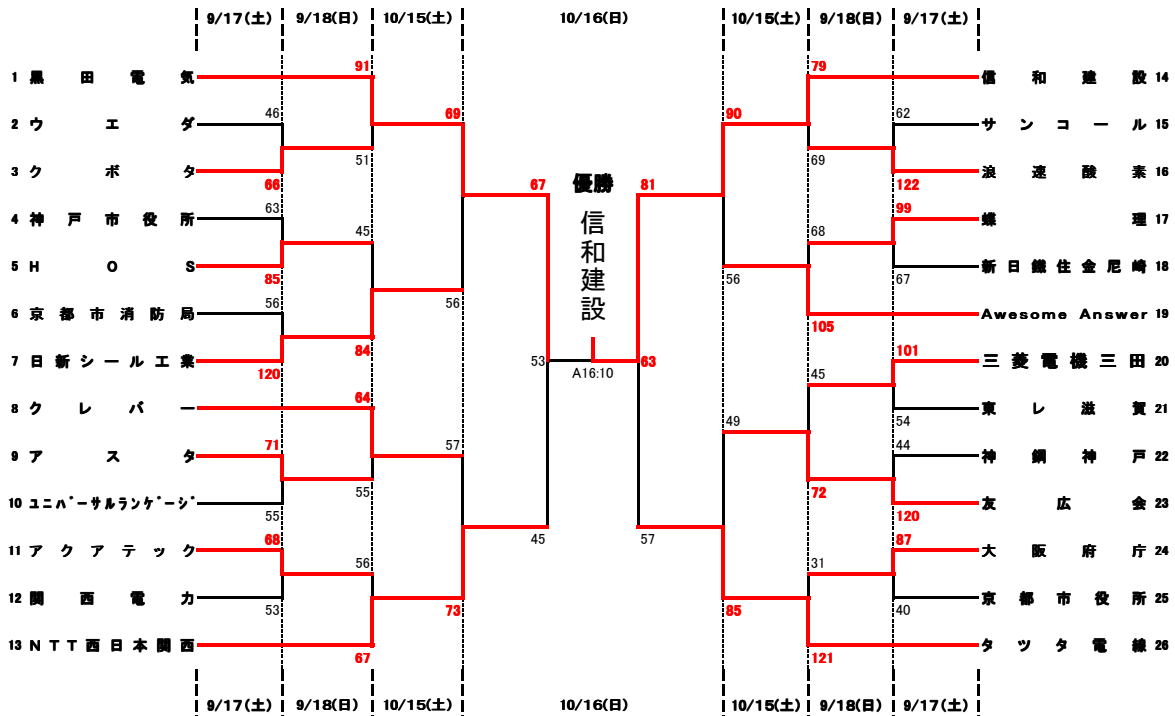 9/17(土) 9/18(日) 10/15(土) 10/16(日) 10/15(土) 9/18(日) 9/17(土)
91 79
1 黒田電気 信和建設 14
46 69 90 62
2 ウエダ サンコール 15
51 69
3 クボタ 浪速酸素 16
66 67 優勝 81 122
63 99
4 神戸市役所 蝶理 17
45 68
5 HOS 新日鐵住金尼崎 18
85 56 67
56 56
6 京都市消防局 Awesome Answer 19
105
84 101
7 日新シール工業 三菱電機三田 20
120 53 63
信和建設
A16:10
64 45
8 クレバー 東レ滋賀 21
71 57 49 54
44
9 アスタ 神鋼神戸 22
55 72
10 ユニバーサルランゲージ 友広会 23
55 120
68 45 57 87
11 アクアテック 大阪府庁 24
56 31
12 関西電力 京都市役所 25
53 73 85 40
13 NTT西日本関西 タツタ電線 26
67 121
9/17(土) 9/18(日) 10/15(土) 10/16(日) 10/15(土) 9/18(日) 9/17(土)